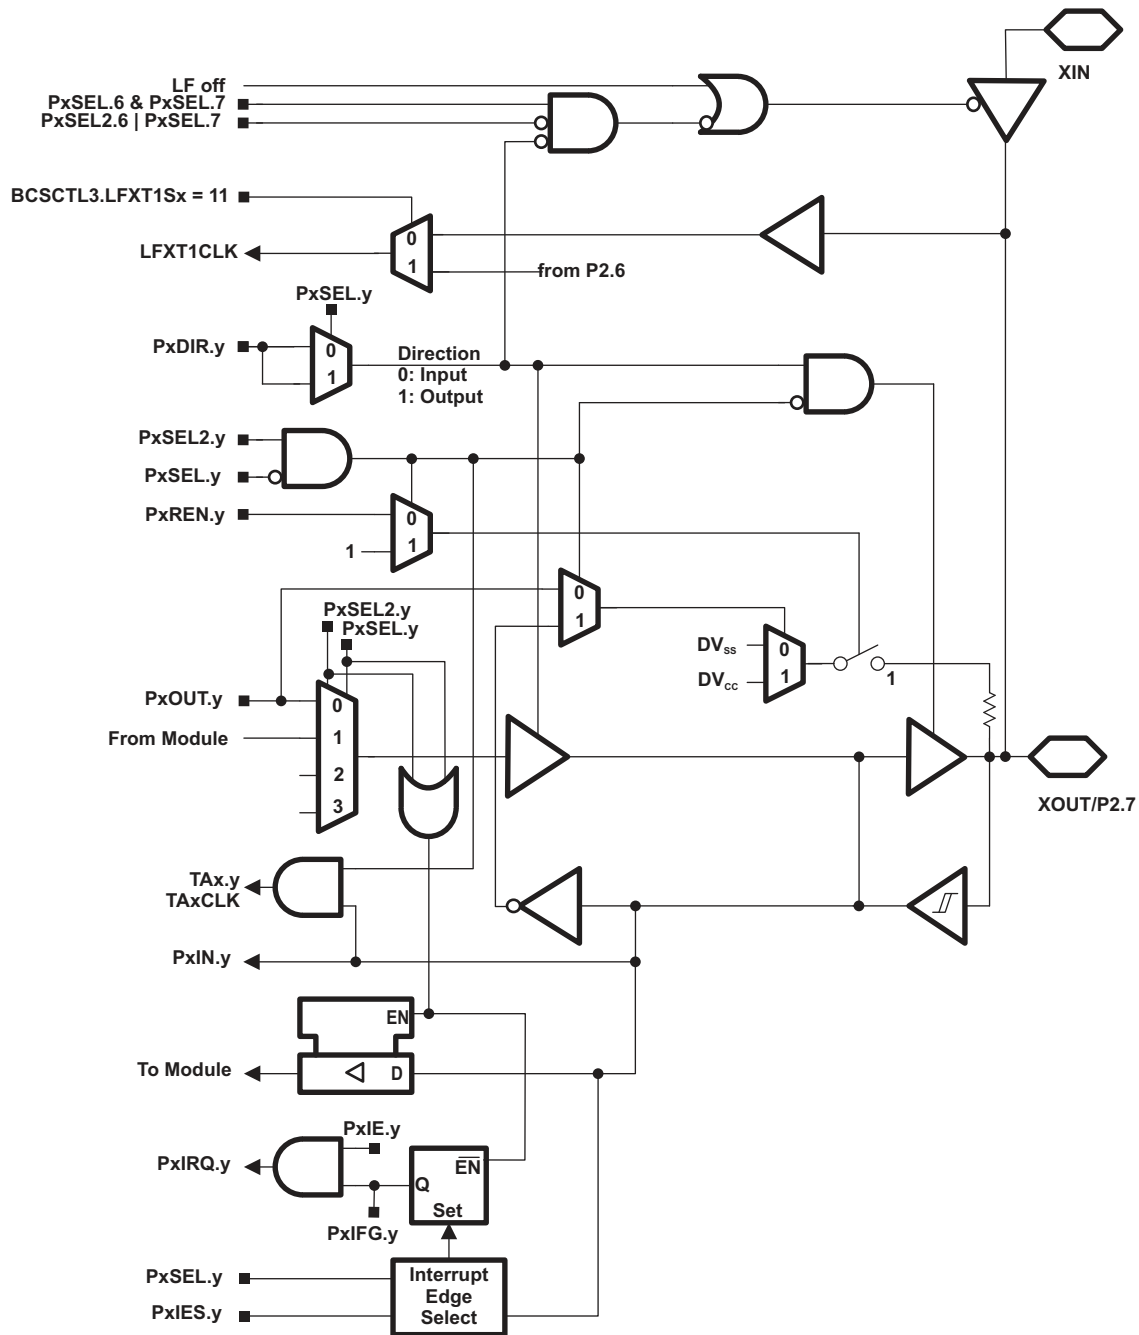 XIN
LF off
PxSEL.6 & PxSEL.7
PxSEL2.6 | PxSEL.7
BCSCTL3.LFXT1Sx = 11
0
LFXT1CLK
1
from P2.6
PxSEL.y
PxDIR.y
0
1
Direction
0: Input
1: Output
PxSEL2.y
PxSEL.y
PxREN.y
0
1
1
0
1
PxSEL2.y
PxSEL.y
DVSS
0
DVCC
1
1
PxOUT.y
0
From Module
1
2
3
XOUT/P2.7
TAx.y
TAxCLK
PxIN.y
EN
To Module
D
PxIE.y
PxIRQ.y
EN
Q
Set
PxIFG.y
PxSEL.y
PxIES.y
Interrupt
Edge
Select